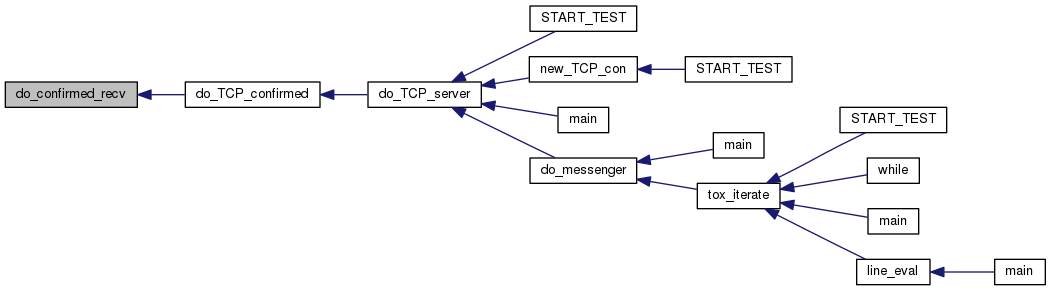 START_TEST
new_TCP_con
START_TEST
do_confirmed_recv
do_TCP_confirmed
do_TCP_server
main
START_TEST
main
do_messenger
while
tox_iterate
main
line_eval
main